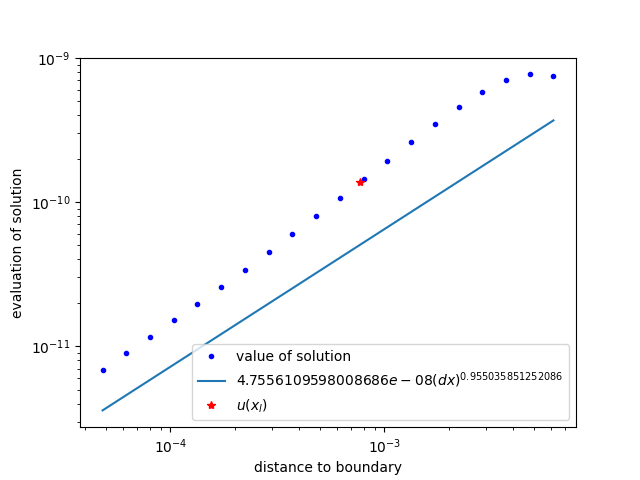 10^{-9}
10^{-10}
10^{-11}
evaluation of solution
value of solution
4.7556109598008686e − 08(dx)^{0.955035851252086}
u(x_I)
10^{-4}
10^{-3}
distance to boundary